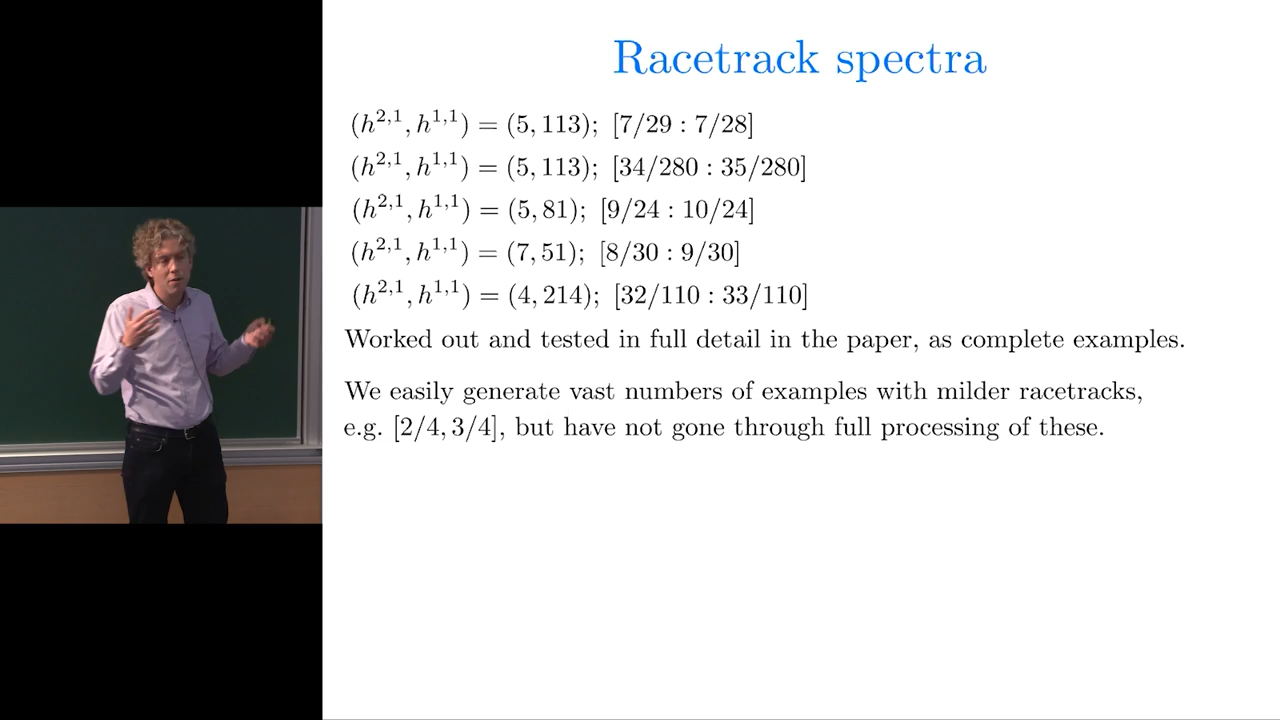 Racetrack spectra
(h^{2,1}, h^{1,1}) = (5, 113); [7/29 : 7/28]
(h^{2,1}, h^{1,1}) = (5, 113); [34/280 : 35/280]
(h^{2,1}, h^{1,1}) = (5, 81); [9/24 : 10/24]
(h^{2,1}, h^{1,1}) = (7, 51); [8/30 : 9/30]
(h^{2,1}, h^{1,1}) = (4, 214); [32/110 : 33/110]
Worked out and tested in full detail in the paper, as complete examples.
We easily generate vast numbers of examples with milder racetracks,
e.g. [2/4, 3/4], but have not gone through full processing of these.